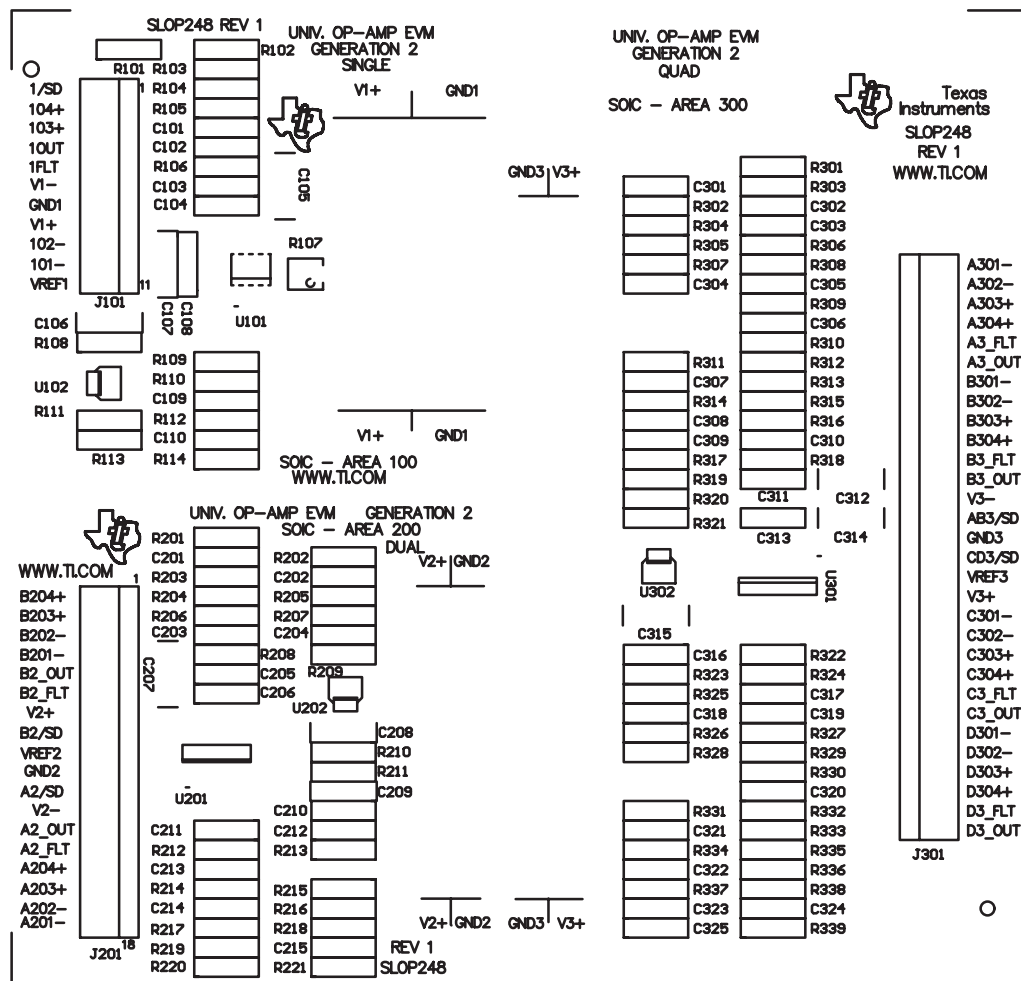 SLOP248 REV 1
UNIV. OP-AMP EVM
GENERATION 2
SINGLE
R101
R102
R103
R104
R105
C101
C102
R106
C103
C104
1/SD
104+
103+
1OUT
1FLT
V1-
GND1
V1+
102-
101-
VREF1
1
11
J101
V1+ GND1
C105
R107
C107
C108
U101
C106
R108
U102
R111
R113
R109
R110
C109
R112
C110
R114
V1+ GND1
SOIC - AREA 100
WWW.TI.COM
UNIV. OP-AMP EVM GENERATION 2
SOIC - AREA 200
DUAL
WWW.TI.COM
V2+ GND2
1
B204+
B203+
B202-
B201-
B2_OUT
B2_FLT
V2+
B2/SD
VREF2
GND2
A2/SD
V2-
A2_OUT
A2_FLT
A204+
A203+
A202-
A201-
J201
18
R201
C201
R203
R204
R206
C203
R208
C205
C206
C207
R202
C202
R205
R207
C204
R209
U202
C208
R210
R211
C209
C210
C212
R213
U201
C211
R212
C213
R214
C214
R217
R219
R220
R215
R216
R218
C215
R221
V2+ GND2
REV 1
SLOP248
UNIV. OP-AMP EVM
GENERATION 2
QUAD
SOIC - AREA 300
Texas
Instruments
SLOP248
REV 1
WWW.TI.COM
GND3 V3+
C301
R302
R304
R305
R307
C304
R301
R303
C302
C303
R306
R308
C305
R309
C306
R310
R312
R313
R315
R316
C310
R318
R311
C307
R314
C308
C309
R317
R319
R320
R321
C311
C312
C313
C314
U301
U302
C315
C316
R323
R325
C318
R326
R328
R322
R324
C317
C319
R327
R329
R330
C320
R332
R333
R335
R336
R338
C324
R339
R331
C321
R334
C322
R337
C323
C325
GND3 V3+
A301-
A302-
A303+
A304+
A3_FLT
A3_OUT
B301-
B302-
B303+
B304+
B3_FLT
B3_OUT
V3-
AB3/SD
GND3
CD3/SD
VREF3
V3+
C301-
C302-
C303+
C304+
C3_FLT
C3_OUT
D301-
D302-
D303+
D304+
D3_FLT
D3_OUT
J301